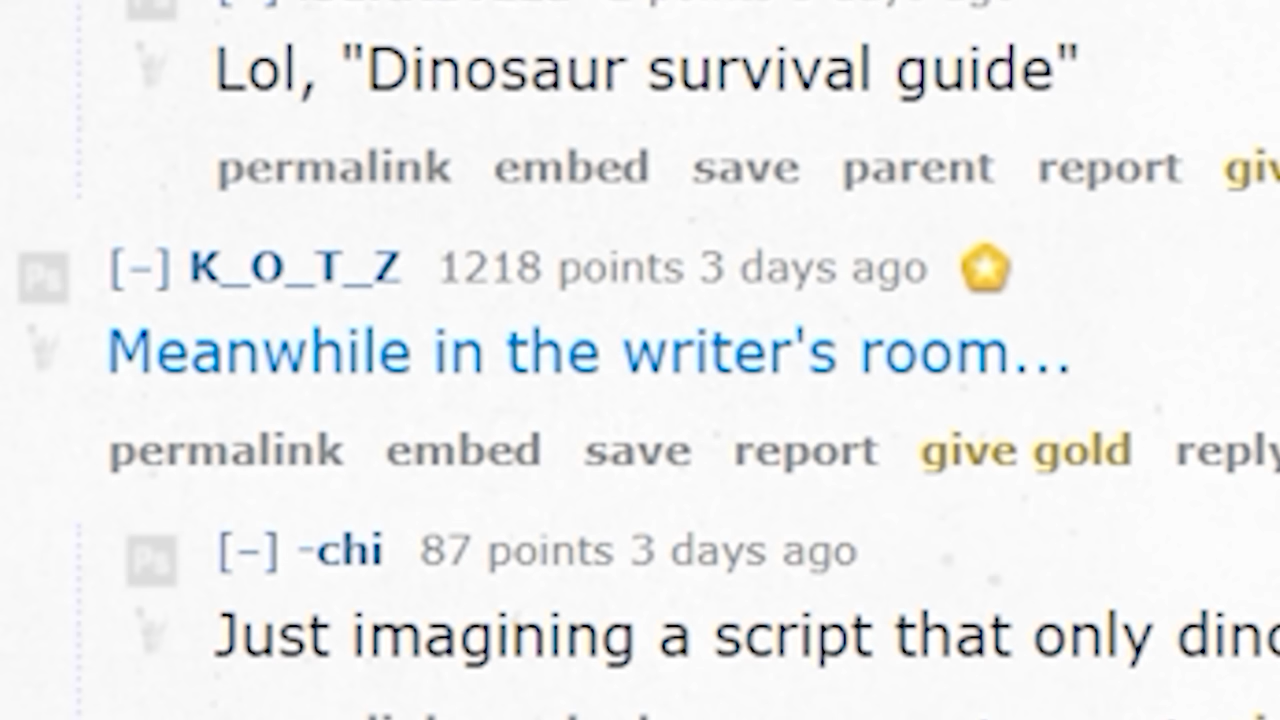 Lol, "Dinosaur survival guide"
permalink embed save parent report
[–] K_O_T_Z 1218 points 3 days ago
Meanwhile in the writer's room...
permalink embed save report give gold reply
[–] -chi 87 points 3 days ago
Just imagining a script that only